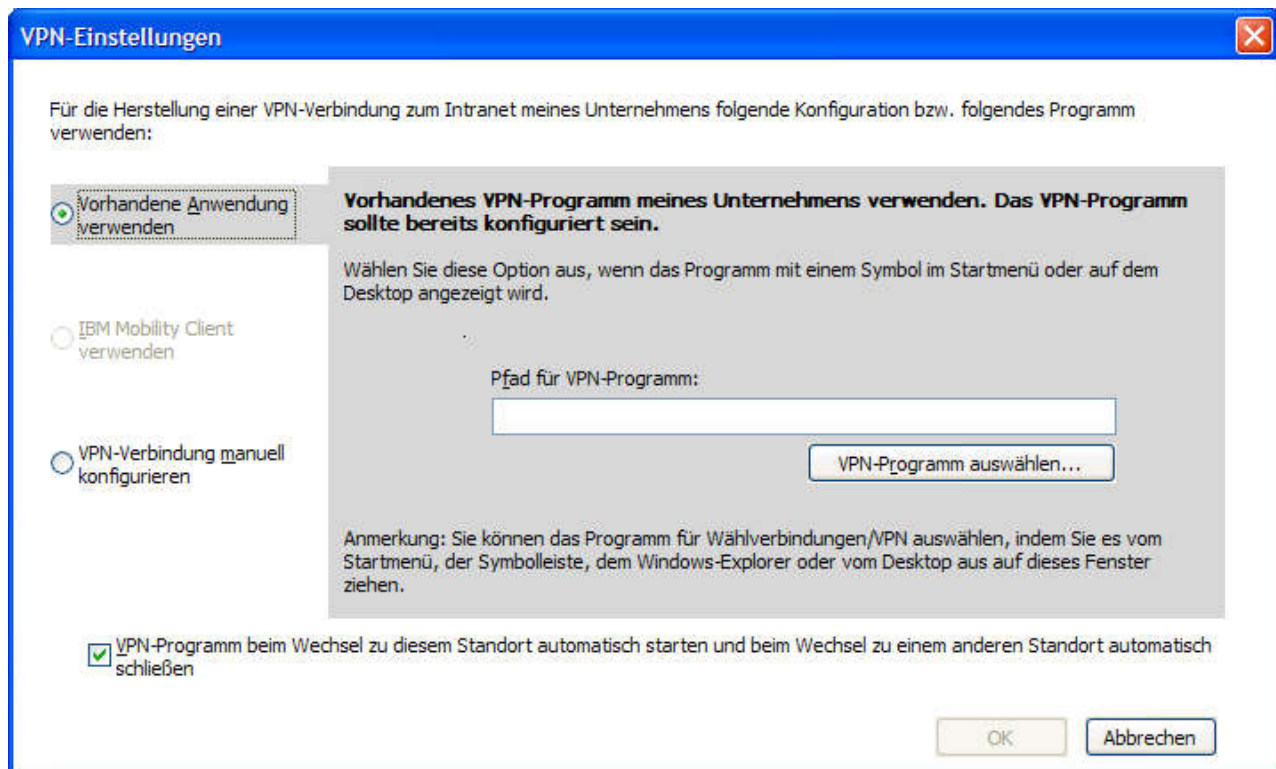 VPN-Einstellungen
Für die Herstellung einer VPN-Verbindung zum Intranet meines Unternehmens folgende Konfiguration bzw. folgendes Programm
verwenden:
Vorhandene Anwendung
verwenden
Vorhandenes VPN-Programm meines Unternehmens verwenden. Das VPN-Programm
sollte bereits konfiguriert sein.
Wählen Sie diese Option aus, wenn das Programm mit einem Symbol im Startmenü oder auf dem
Desktop angezeigt wird.
IBM Mobility Client
verwenden
Pfad für VPN-Programm:
VPN-Verbindung manuell
konfigurieren
VPN-Programm auswählen...
Anmerkung: Sie können das Programm für Wählverbindungen/VPN auswählen, indem Sie es vom
Startmenü, der Symbolleiste, dem Windows-Explorer oder vom Desktop aus auf dieses Fenster
ziehen.
VPN-Programm beim Wechsel zu diesem Standort automatisch starten und beim Wechsel zu einem anderen Standort automatisch
schließen
OK
Abbrechen